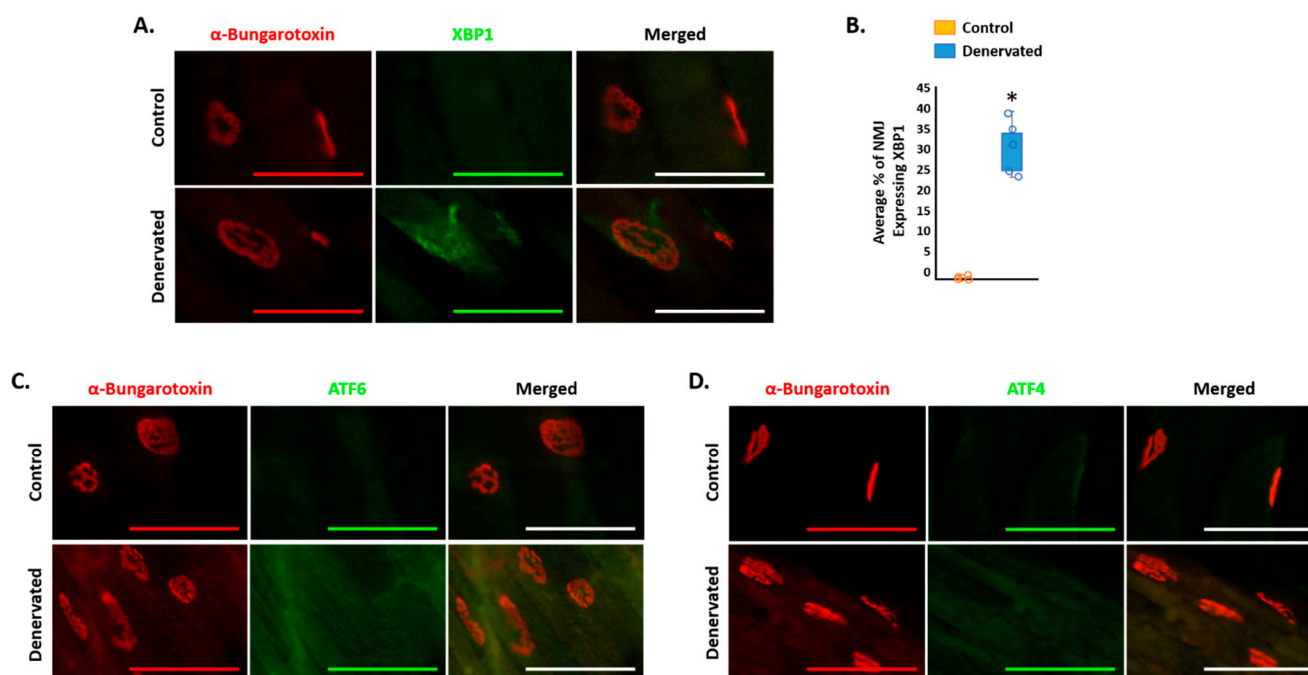 A.
α-Bungarotoxin XBP1 Merged
Control
Denervated
B.
Control
Denervated
Average % of NMJ
Expressing XBP1
45
40
35
30
25
20
15
10
5
0
*
C.
α-Bungarotoxin ATF6 Merged
Control
Denervated
D.
α-Bungarotoxin ATF4 Merged
Control
Denervated